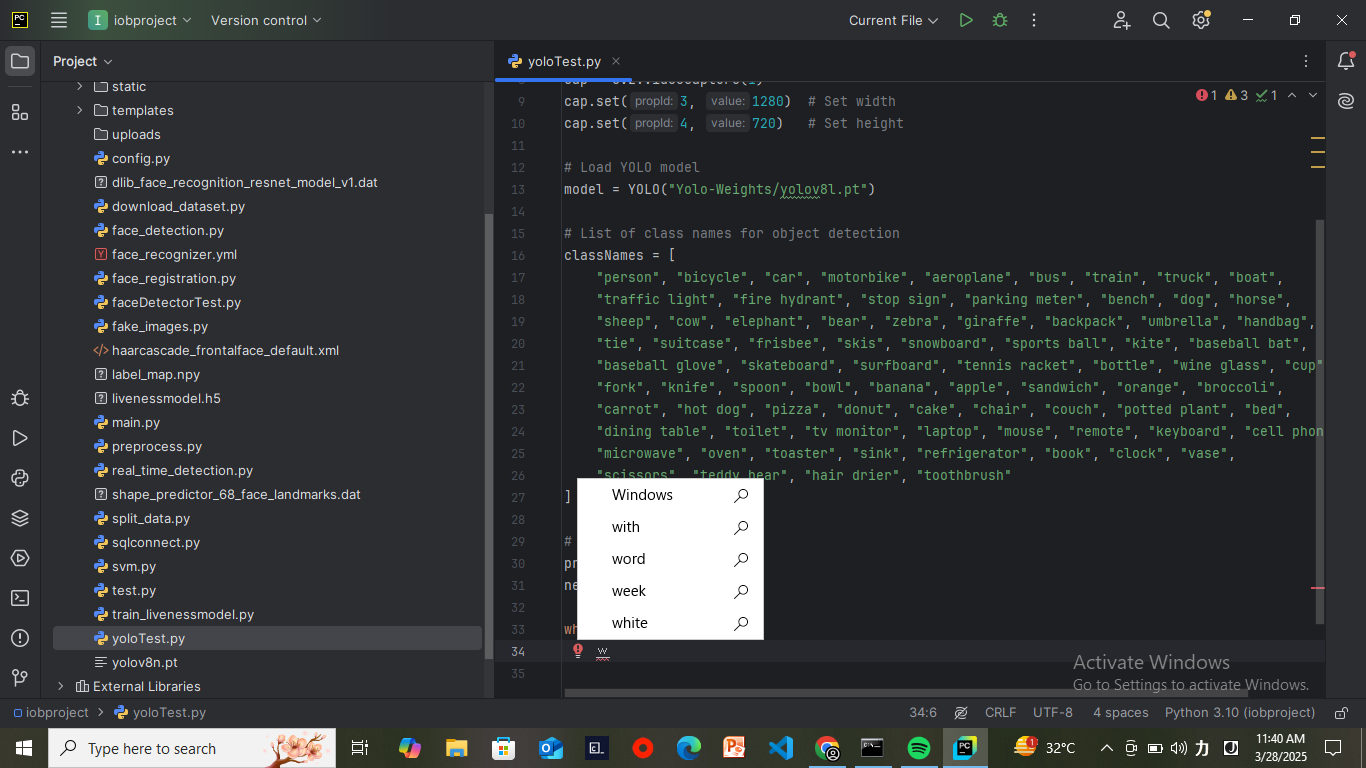 PC
I
iobproject
Version control
Current File
Project
static
templates
uploads
config.py
dlib_face_recognition_resnet_model_v1.dat
download_dataset.py
face_detection.py
face_recognizer.yml
face_registration.py
faceDetectorTest.py
fake_images.py
haarcascade_frontalface_default.xml
label_map.npy
livenessmodel.h5
main.py
preprocess.py
real_time_detection.py
shape_predictor_68_face_landmarks.dat
split_data.py
sqlconnect.py
svm.py
test.py
train_livenessmodel.py
yoloTest.py
yolov8n.pt
External Libraries
yoloTest.py
1 3 1
9 cap.set( propId: 3, value: 1280) # Set width
10 cap.set( propId: 4, value: 720) # Set height
11
12 # Load YOLO model
13 model = YOLO("Yolo-Weights/yolov8l.pt")
14
15 # List of class names for object detection
16 classNames = [
17 "person", "bicycle", "car", "motorbike", "aeroplane", "bus", "train", "truck", "boat",
18 "traffic light", "fire hydrant", "stop sign", "parking meter", "bench", "dog", "horse",
19 "sheep", "cow", "elephant", "bear", "zebra", "giraffe", "backpack", "umbrella", "handbag",
20 "tie", "suitcase", "frisbee", "skis", "snowboard", "sports ball", "kite", "baseball bat",
21 "baseball glove", "skateboard", "surfboard", "tennis racket", "bottle", "wine glass", "cup"
22 "fork", "knife", "spoon", "bowl", "banana", "apple", "sandwich", "orange", "broccoli",
23 "carrot", "hot dog", "pizza", "donut", "cake", "chair", "couch", "potted plant", "bed",
24 "dining table", "toilet", "tv monitor", "laptop", "mouse", "remote", "keyboard", "cell phon
25 "microwave", "oven", "toaster", "sink", "refrigerator", "book", "clock", "vase",
26 "scissors", "teddy bear", "hair drier", "toothbrush"
27 ]
28
29 #
30 pr
31 ne
32
33 wh
34 w
35
Windows
with
word
week
white
Activate Windows
Go to Settings to activate Windows.
iobproject
yoloTest.py
34:6
CRLF
UTF-8
4 spaces
Python 3.10 (iobproject)
Type here to search
PC
1
32°C
11:40 AM
3/28/2025